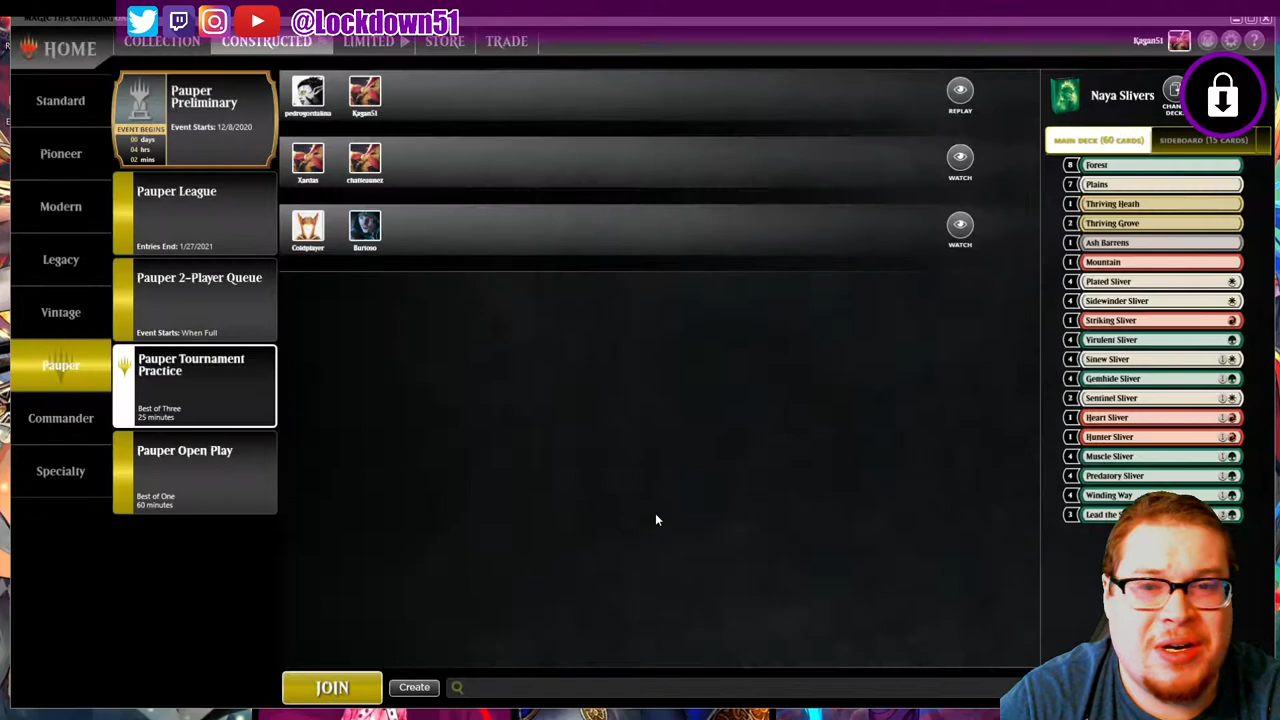 @Lockdown51
HOME
COLLECTION
CONSTRUCTED
LIMITED
STORE
TRADE
Kagan51
Standard
Pioneer
Modern
Legacy
Vintage
Pauper
Commander
Specialty
Pauper
Preliminary
Event Starts: 12/8/2020
EVENT BEGINS
00 days
04 hrs
02 mins
Pauper League
Entries End: 1/27/2021
Pauper 2-Player Queue
Event Starts: When Full
Pauper Tournament
Practice
Best of Three
25 minutes
Pauper Open Play
Best of One
60 minutes
Kagan51
REPLAY
Xantas
WATCH
Coldplayer
Burtoso
WATCH
JOIN
Create
Naya Slivers
MAIN DECK (60 CARDS)
SIDEBOARD (15 CARDS)
8 Forest
7 Plains
1 Thriving Heath
2 Thriving Grove
1 Ash Barrens
1 Mountain
4 Plated Sliver
4 Sidewinder Sliver
1 Striking Sliver
4 Virulent Sliver
4 Sinew Sliver
4 Gemhide Sliver
2 Sentinel Sliver
1 Heart Sliver
1 Hunter Sliver
4 Muscle Sliver
4 Predatory Sliver
4 Winding Way
3 Lead the